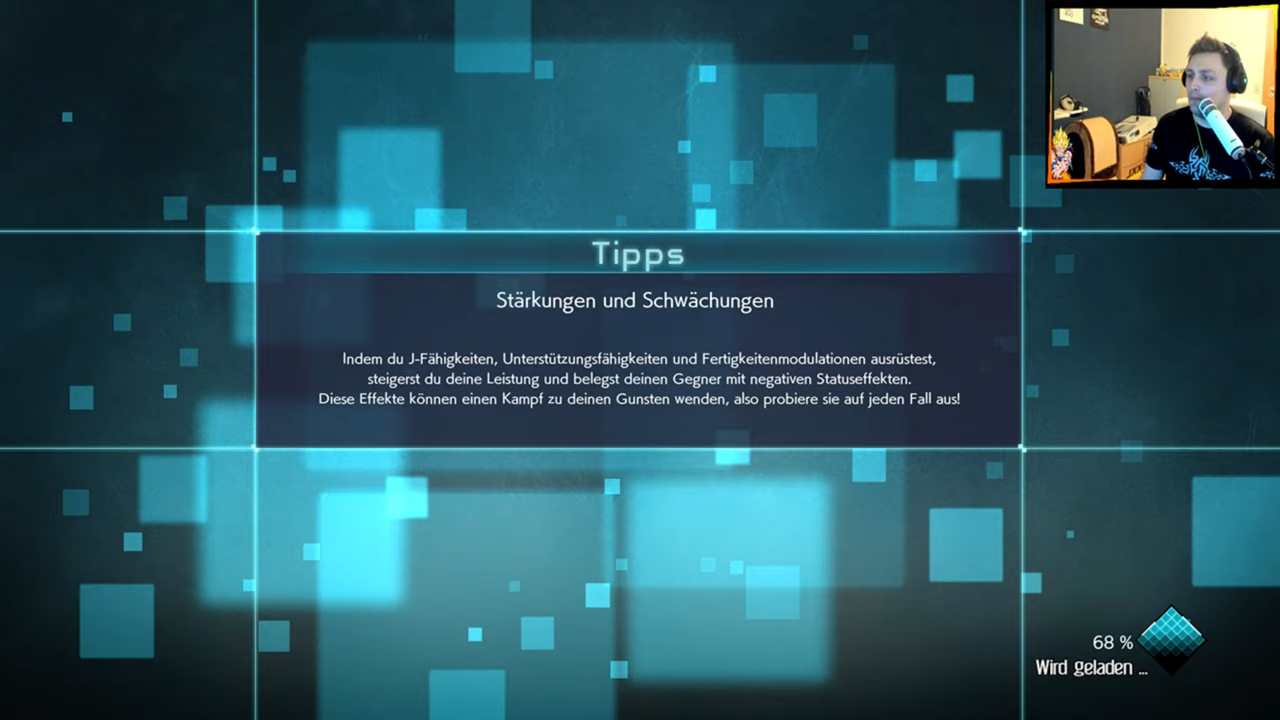 Tipps
Stärkungen und Schwächungen
Indem du J-Fähigkeiten, Unterstützungsfähigkeiten und Fertigkeitenmodulationen ausrüstest,
steigerst du deine Leistung und belegst deinen Gegner mit negativen Statuseffekten.
Diese Effekte können einen Kampf zu deinen Gunsten wenden, also probiere sie auf jeden Fall aus!
68 %
Wird geladen ...